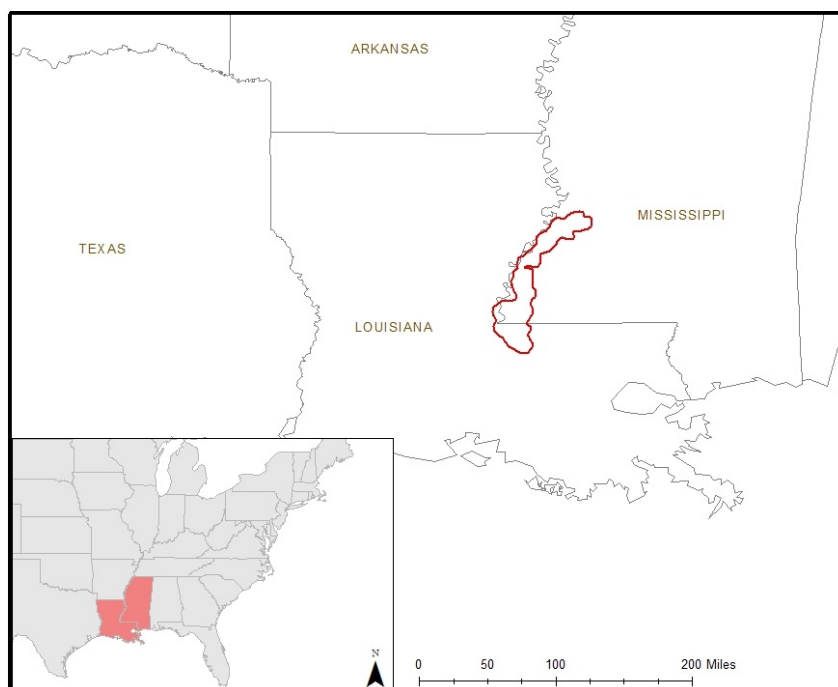 ARKANSAS
MISSISSIPPI
TEXAS
LOUISIANA
N
0 50 100 200 Miles